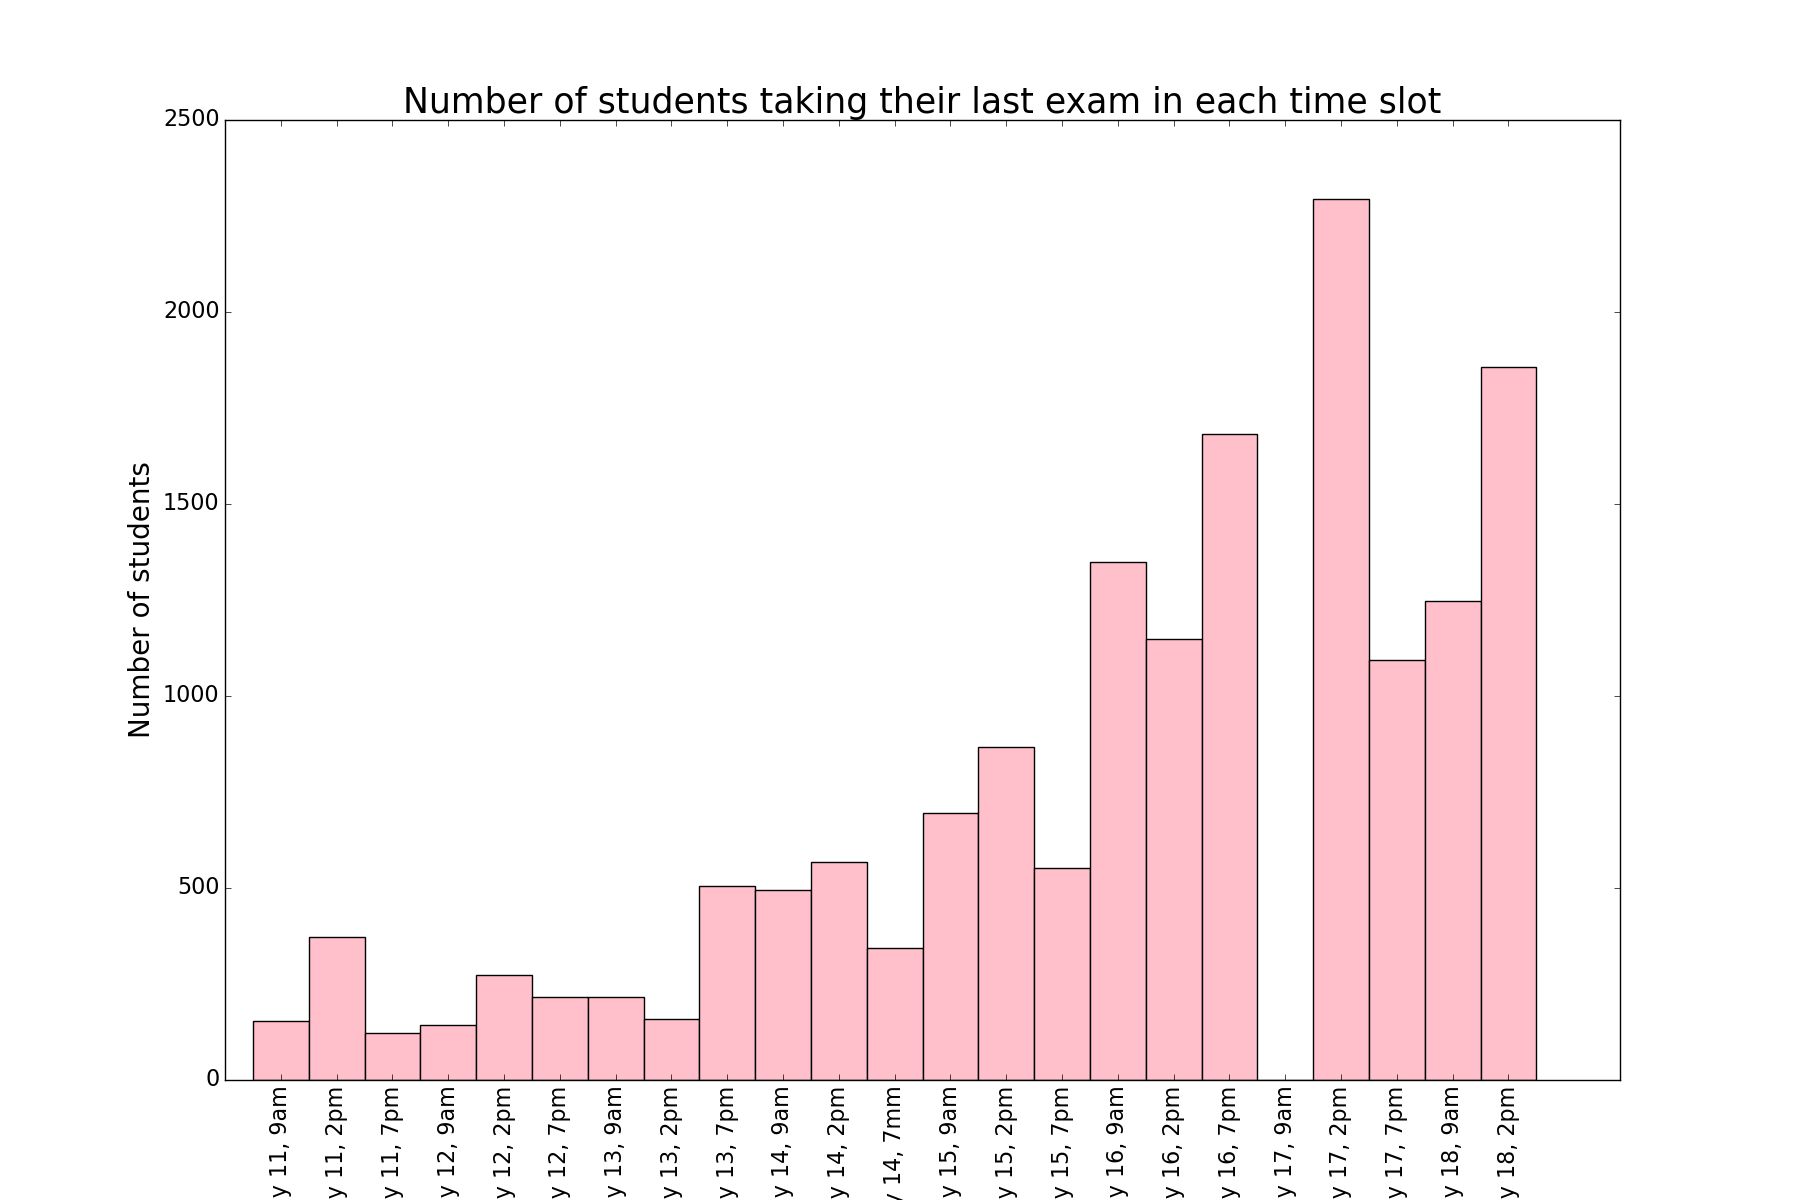 Number of students taking their last exam in each time slot
Number of students
2500
2000
1500
1000
500
0
y 11, 9am
y 11, 2pm
y 11, 7pm
y 12, 9am
y 12, 2pm
y 12, 7pm
y 13, 9am
y 13, 2pm
y 13, 7pm
y 14, 9am
y 14, 2pm
y 14, 7mm
y 15, 9am
y 15, 2pm
y 15, 7pm
y 16, 9am
y 16, 2pm
y 16, 7pm
y 17, 9am
y 17, 2pm
y 17, 7pm
y 18, 9am
y 18, 2pm